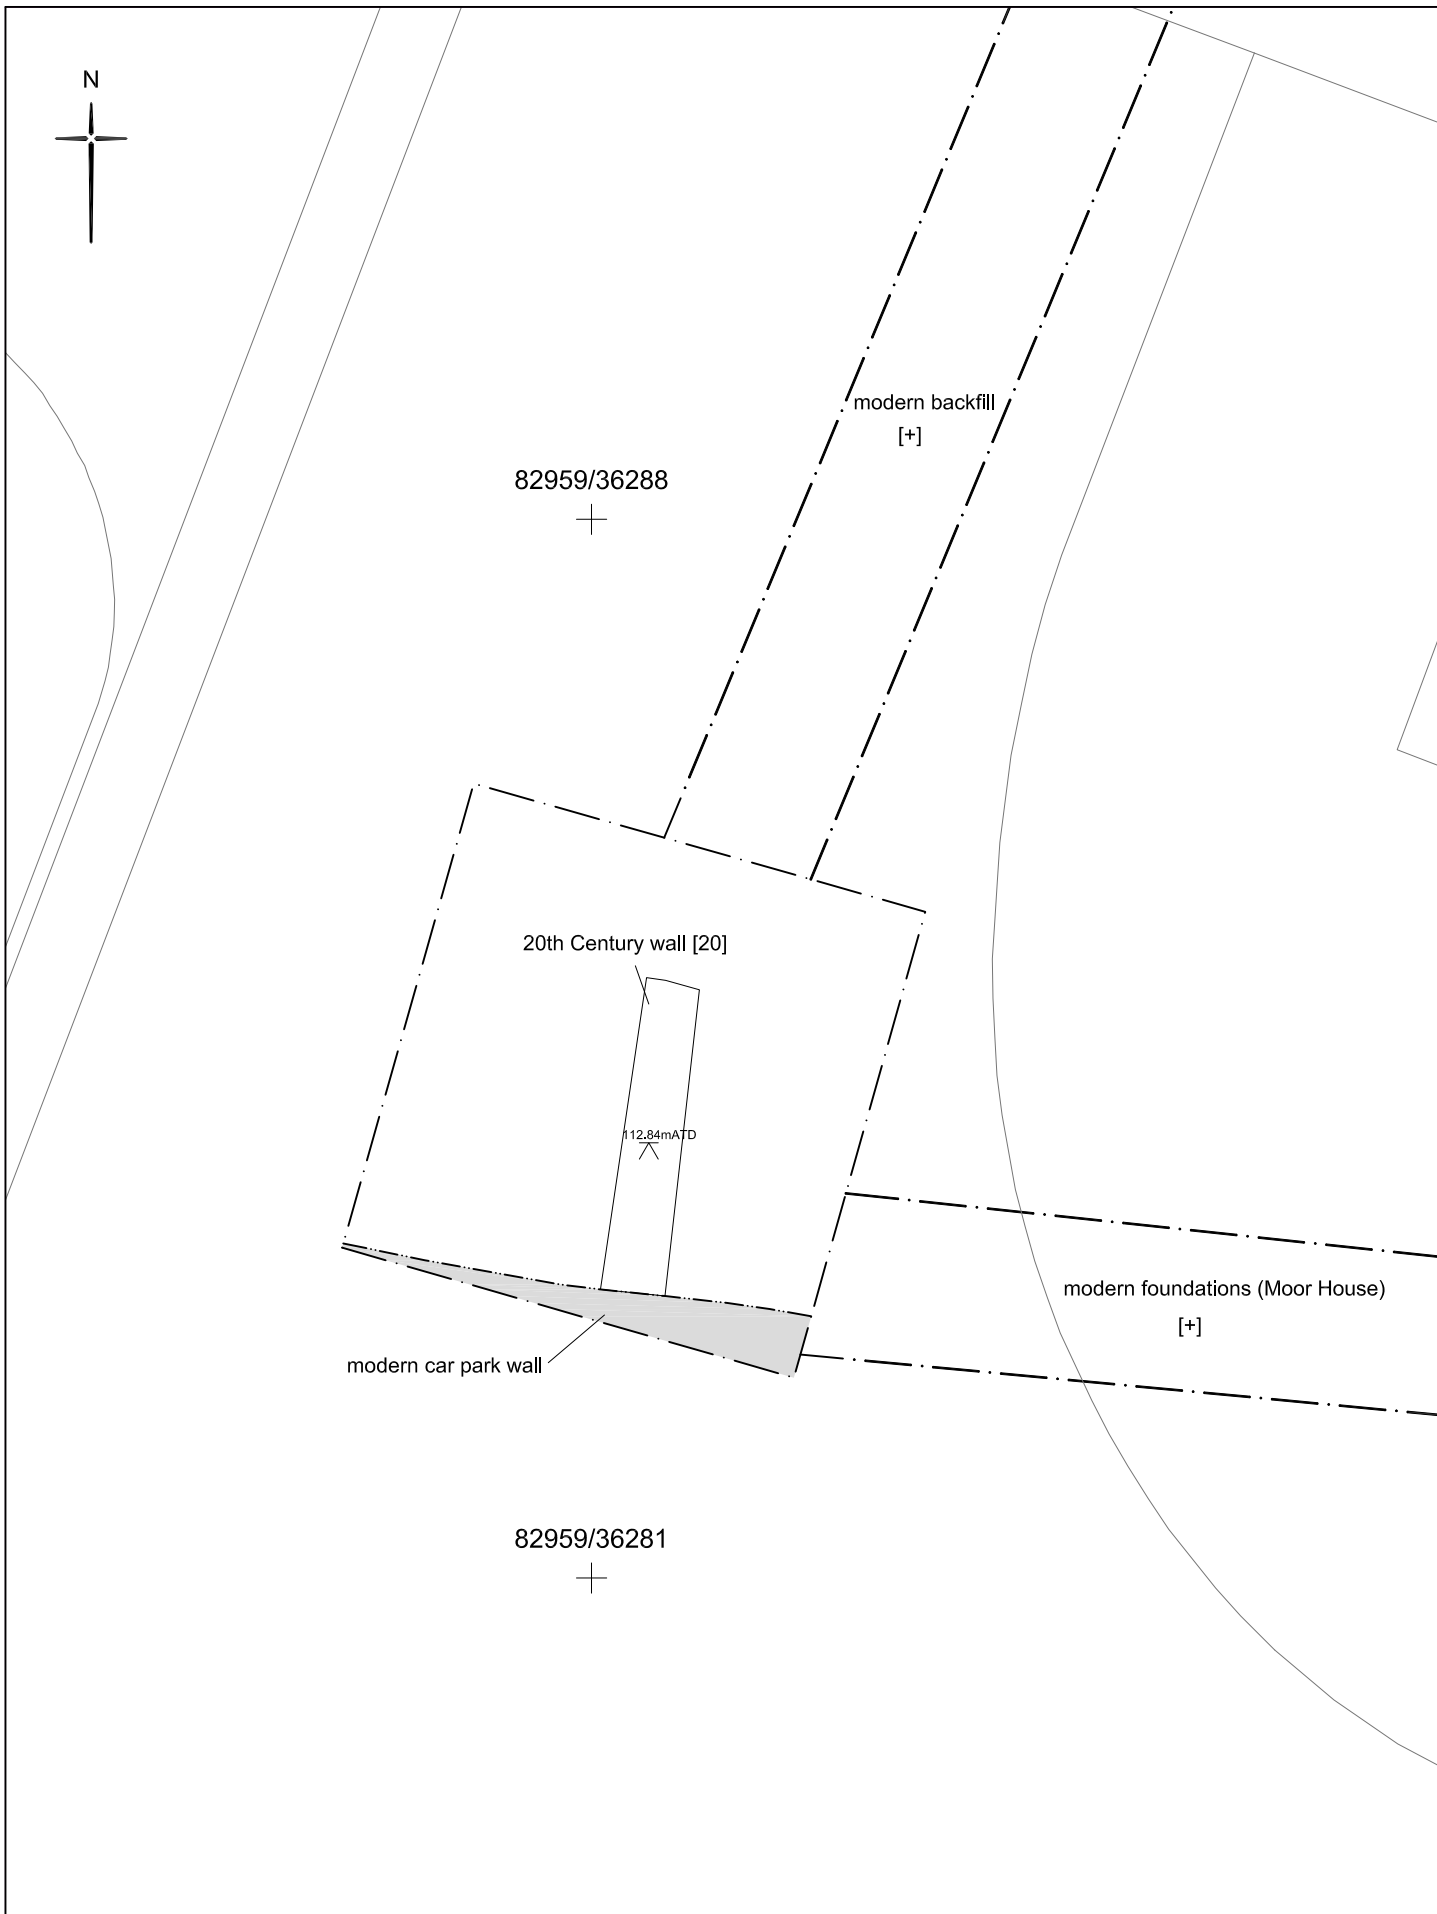 N
modern backfill
[+]
82959/36288
20th Century wall [20]
112.84mATD
modern foundations (Moor House)
[+]
modern car park wall
82959/36281